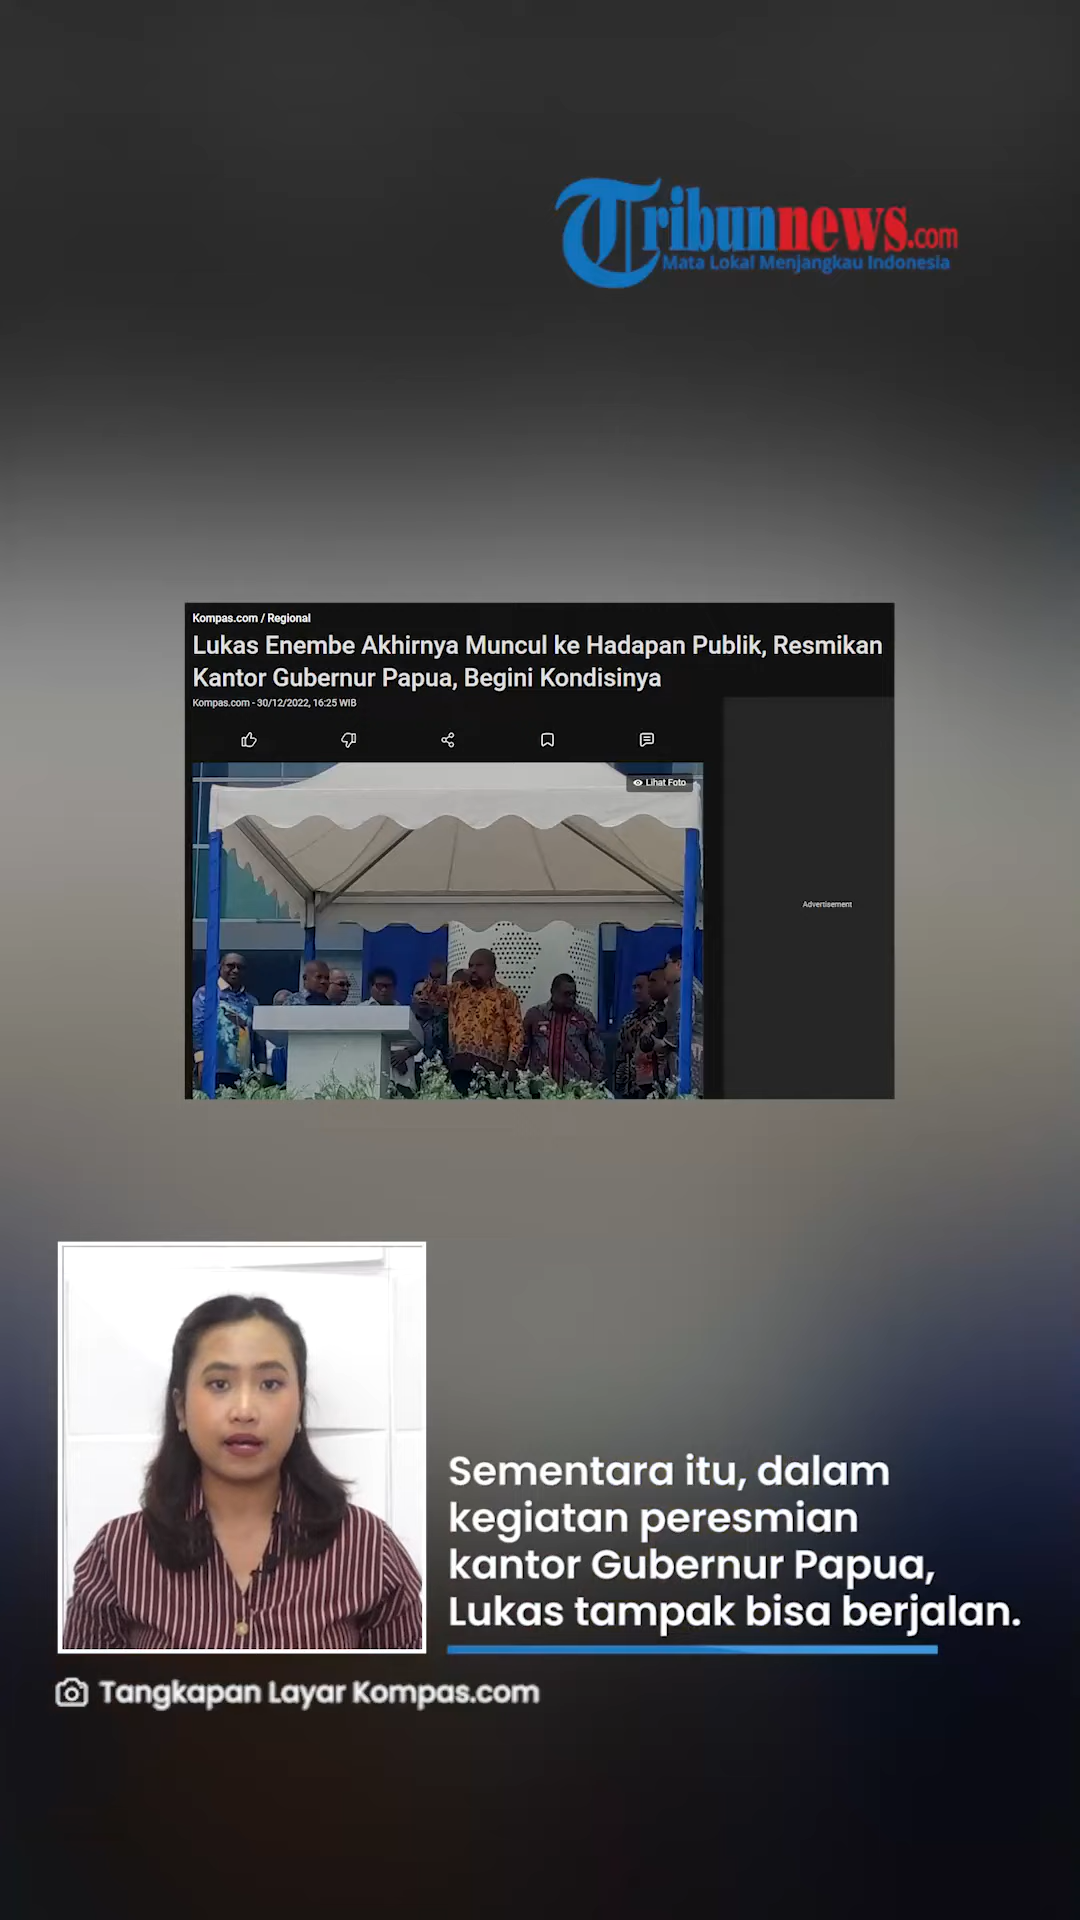 Tribunnews.com
Mata Lokal Menjangkau Indonesia
Kompas.com / Regional
Lukas Enembe Akhirnya Muncul ke Hadapan Publik, Resmikan
Kantor Gubernur Papua, Begini Kondisinya
Kompas.com - 30/12/2022, 16:25 WIB
Lihat Foto
Advertisement
Sementara itu, dalam
kegiatan peresmian
kantor Gubernur Papua,
Lukas tampak bisa berjalan.
Tangkapan Layar Kompas.com